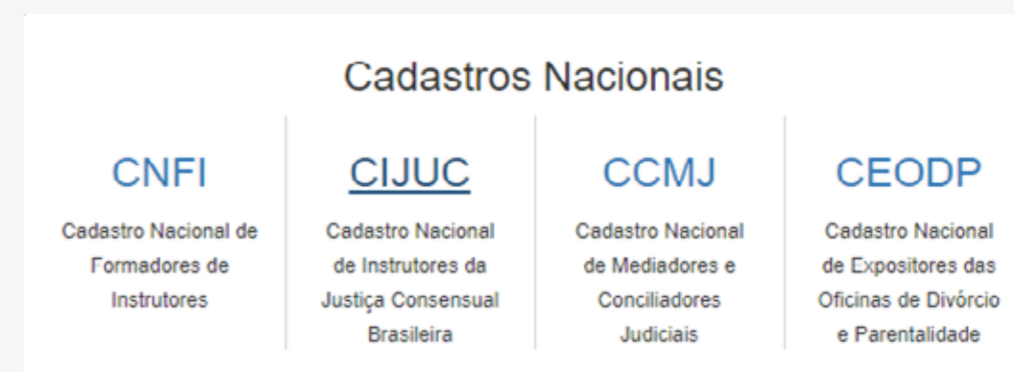 Cadastros Nacionais
CNFI
Cadastro Nacional de
Formadores de
Instrutores
CIJUC
Cadastro Nacional
de Instrutores da
Justiça Consensual
Brasileira
CCMJ
Cadastro Nacional
de Mediadores e
Conciliadores
Judiciais
CEODP
Cadastro Nacional
de Expositores das
Oficinas de Divórcio
e Parentalidade